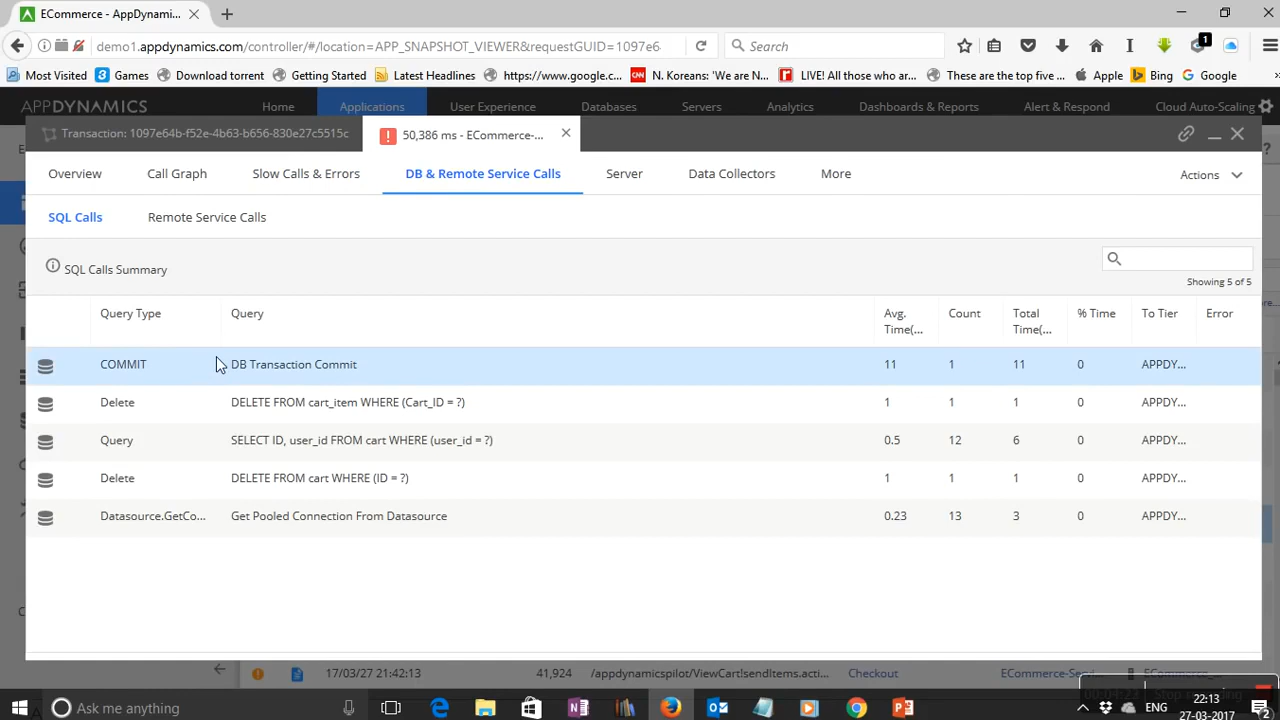 ECommerce - AppDynami...
demo1.appdynamics.com/controller/#/location=APP_SNAPSHOT_VIEWER&requestGUID=1097e6
Search
1
Most Visited
Games
Download torrent
Getting Started
Latest Headlines
https://www.google.c...
N. Koreans: 'We are N...
LIVE! All those who ar...
These are the top five ...
Apple
Bing
Google
APPDYNAMICS
Home
Applications
User Experience
Databases
Servers
Analytics
Dashboards & Reports
Alert & Respond
Cloud Auto-Scaling
Transaction: 1097e64b-f52e-4b63-b656-830e27c5515c
50,386 ms - ECommerce-...
Overview
Call Graph
Slow Calls & Errors
DB & Remote Service Calls
Server
Data Collectors
More
Actions
SQL Calls
Remote Service Calls
SQL Calls Summary
Showing 5 of 5
Query Type Query Avg. Time(... Count Total Time(... % Time To Tier Error
COMMIT DB Transaction Commit 11 1 11 0 APPDY...
Delete DELETE FROM cart_item WHERE (Cart_ID = ?) 1 1 1 0 APPDY...
Query SELECT ID, user_id FROM cart WHERE (user_id = ?) 0.5 12 6 0 APPDY...
Delete DELETE FROM cart WHERE (ID = ?) 1 1 1 0 APPDY...
Datasource.GetCo... Get Pooled Connection From Datasource 0.23 13 3 0 APPDY...
17/03/27 21:42:13 41,924 /appdynamicspilot/ViewCart!sendItems.acti... Checkout ECommerce-Servi...
Ask me anything
ENG
22:13
27-03-2017
2